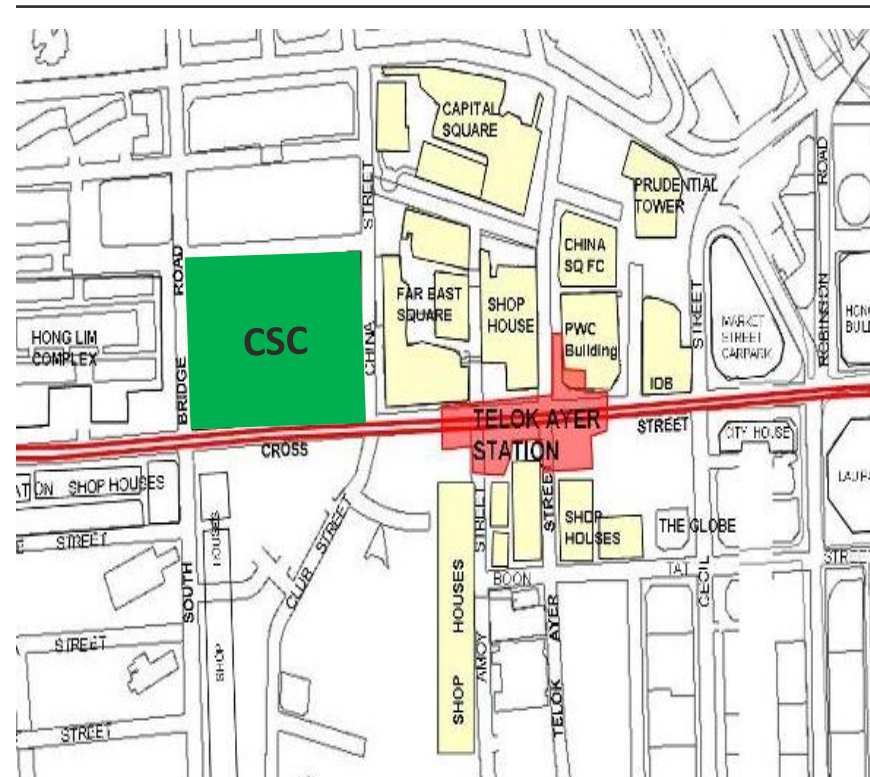 CAPITAL
SQUARE
PRUDENTIAL
TOWER
ROAD
STREET
ROAD
CHINA
SQ FC
FAR EAST
SQUARE
SHOP
HOUSE
CSC
PWC
Building
STREET
MARKET
STREET
CARPARK
ROBINSON
HONG LIM
COMPLEX
BRIDGE
CHINA
IDB
TELOK AYER
STATION
STREET
CITY HOUSE
CROSS
SHOP HOUSES
STREET
STREET
SHOP
HOUSES
THE GLOBE
STREET
HOUSES
CLUB STREET
BOON
TAT
STR
CECIL
SOUTH
HOUSES
SHOP
AMOY
AYER
TELOK
STREET
SHOP
STREET